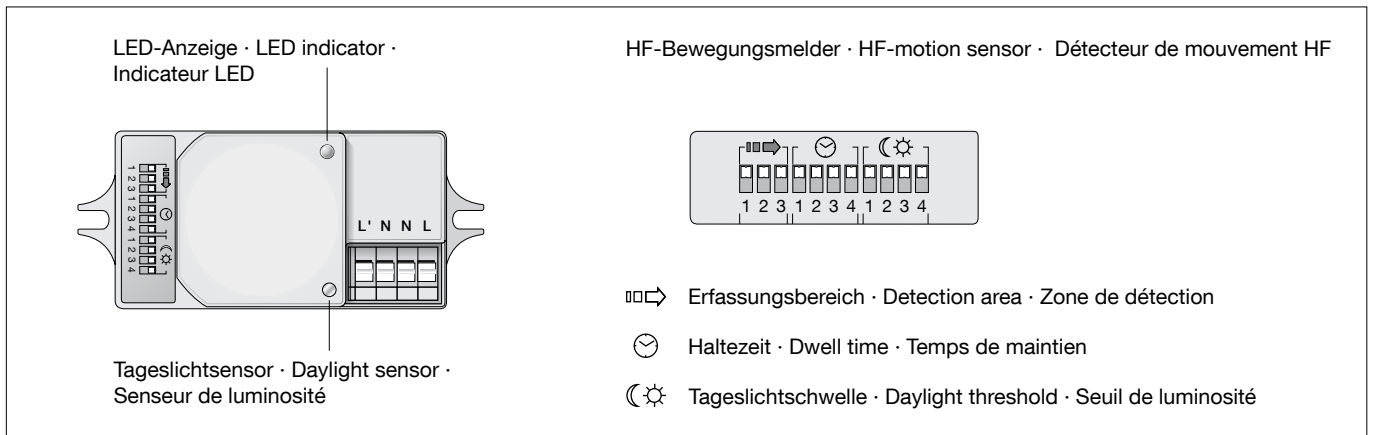 LED-Anzeige · LED indicator ·
Indicateur LED
HF-Bewegungsmelder · HF-motion sensor · Détecteur de mouvement HF
1
2
3
1
2
3
4
1
2
3
4
L' N N L
1 2 3 1 2 3 4 1 2 3 4
Erfassungsbereich · Detection area · Zone de détection
Haltezeit · Dwell time · Temps de maintien
Tageslichtschwelle · Daylight threshold · Seuil de luminosité
Tageslichtsensor · Daylight sensor ·
Senseur de luminosité